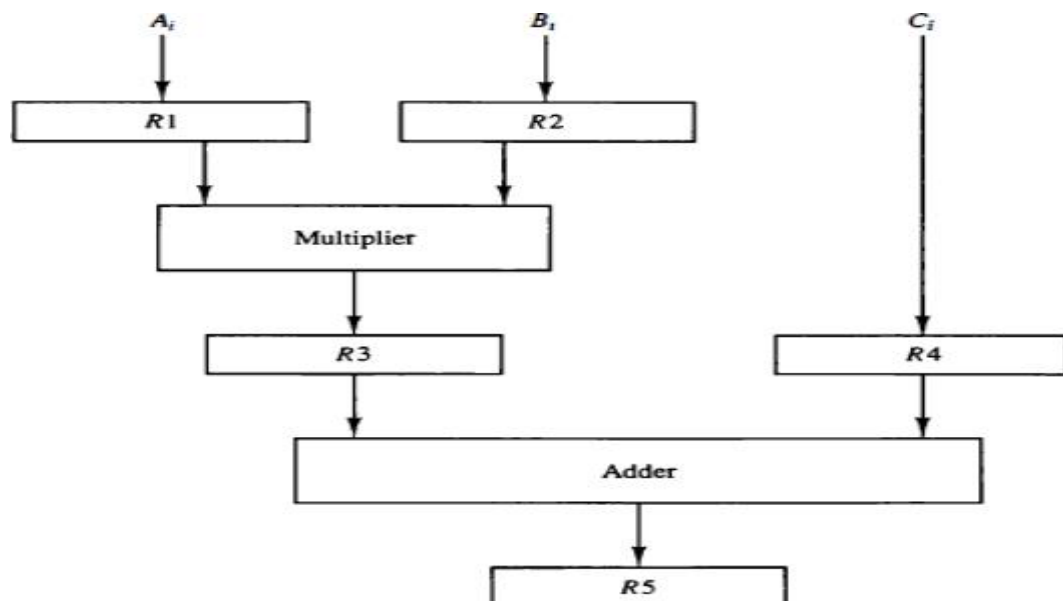 Ai Bi Ci
R1 R2
Multiplier
R3 R4
Adder
R5